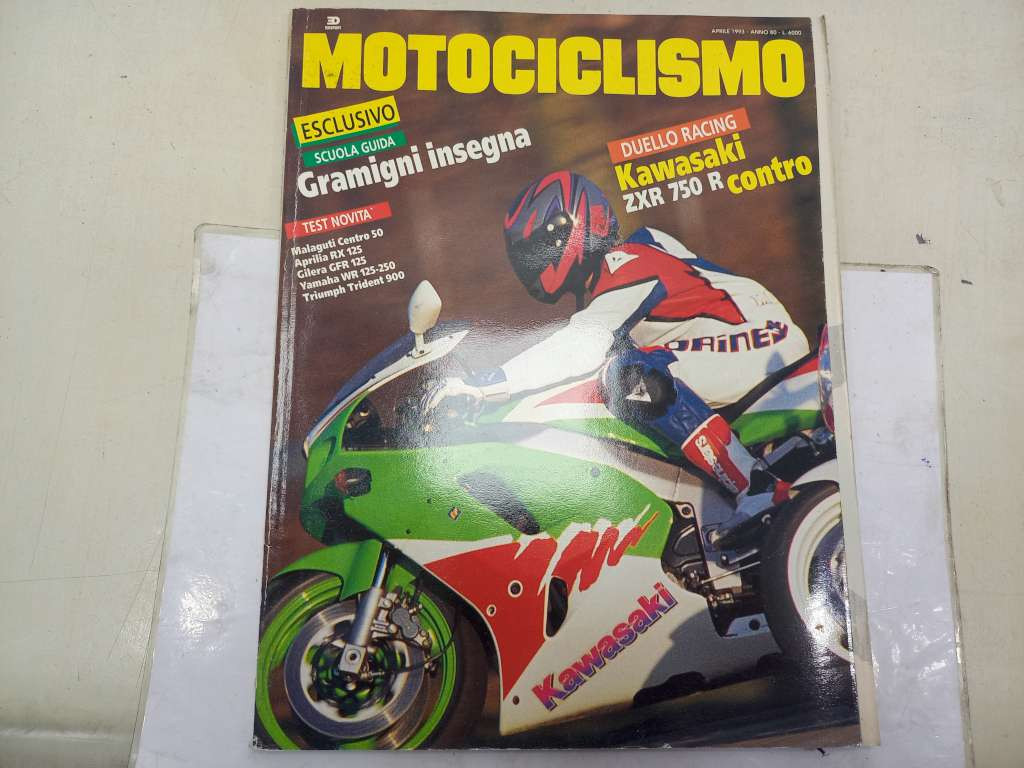 APRILE 1993 - ANNO 80 - L. 6000
MOTOCICLISMO
ESCLUSIVO
SCUOLA GUIDA
Gramigni insegna
DUELLO RACING
Kawasaki
ZXR 750 R contro
TEST NOVITA'
Malaguti Centro 50
Aprilia RX 125
Gilera GFR 125
Yamaha WR 125-250
Triumph Trident 900
DAINESE
Kawasaki